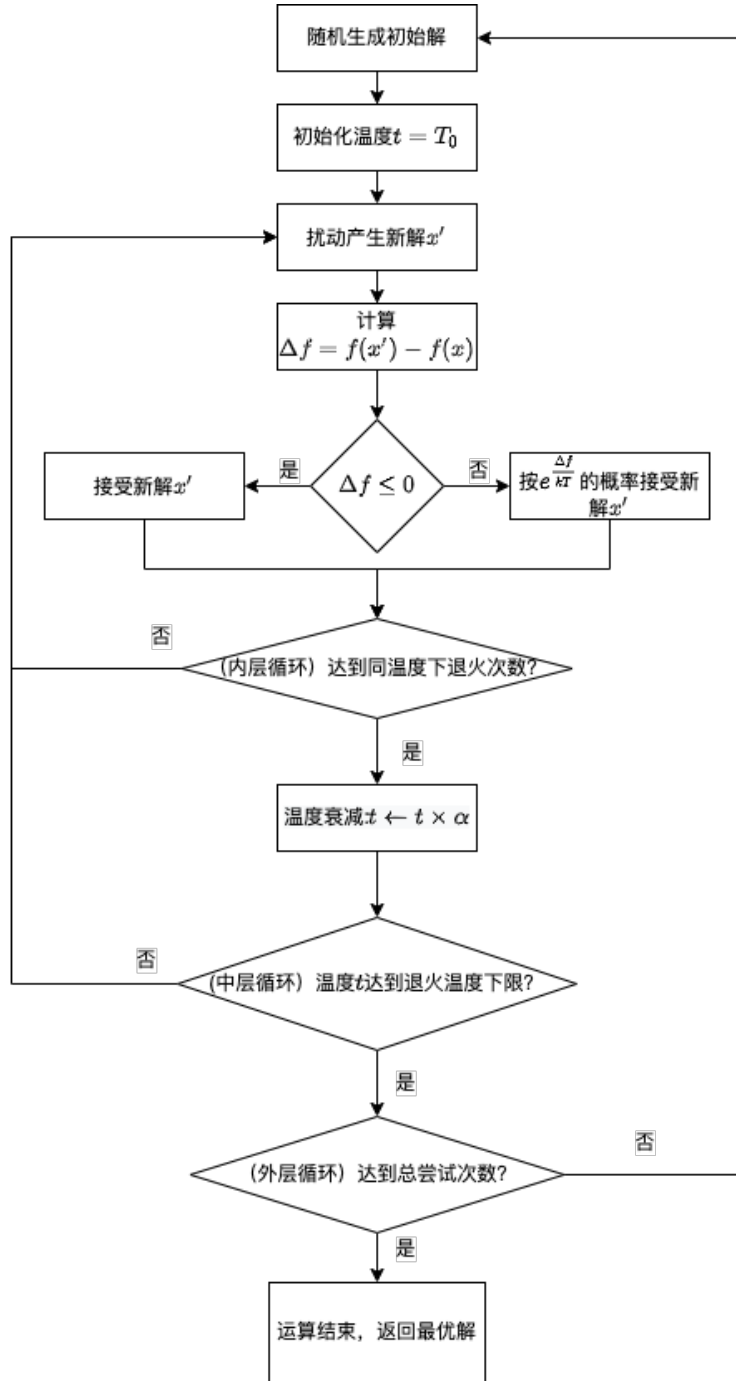 随机生成初始解
初始化温度t = T₀
扰动产生新解x′
计算
Δf = f(x′) − f(x)
是
否
接受新解x′
Δf ≤ 0
按e^{\frac{Δf}{kT}}的概率接受新
解x′
否
(内层循环）达到同温度下退火次数?
是
温度衰减:t ← t × α
否
(中层循环）温度t达到退火温度下限?
是
否
（外层循环）达到总尝试次数?
是
运算结束，返回最优解